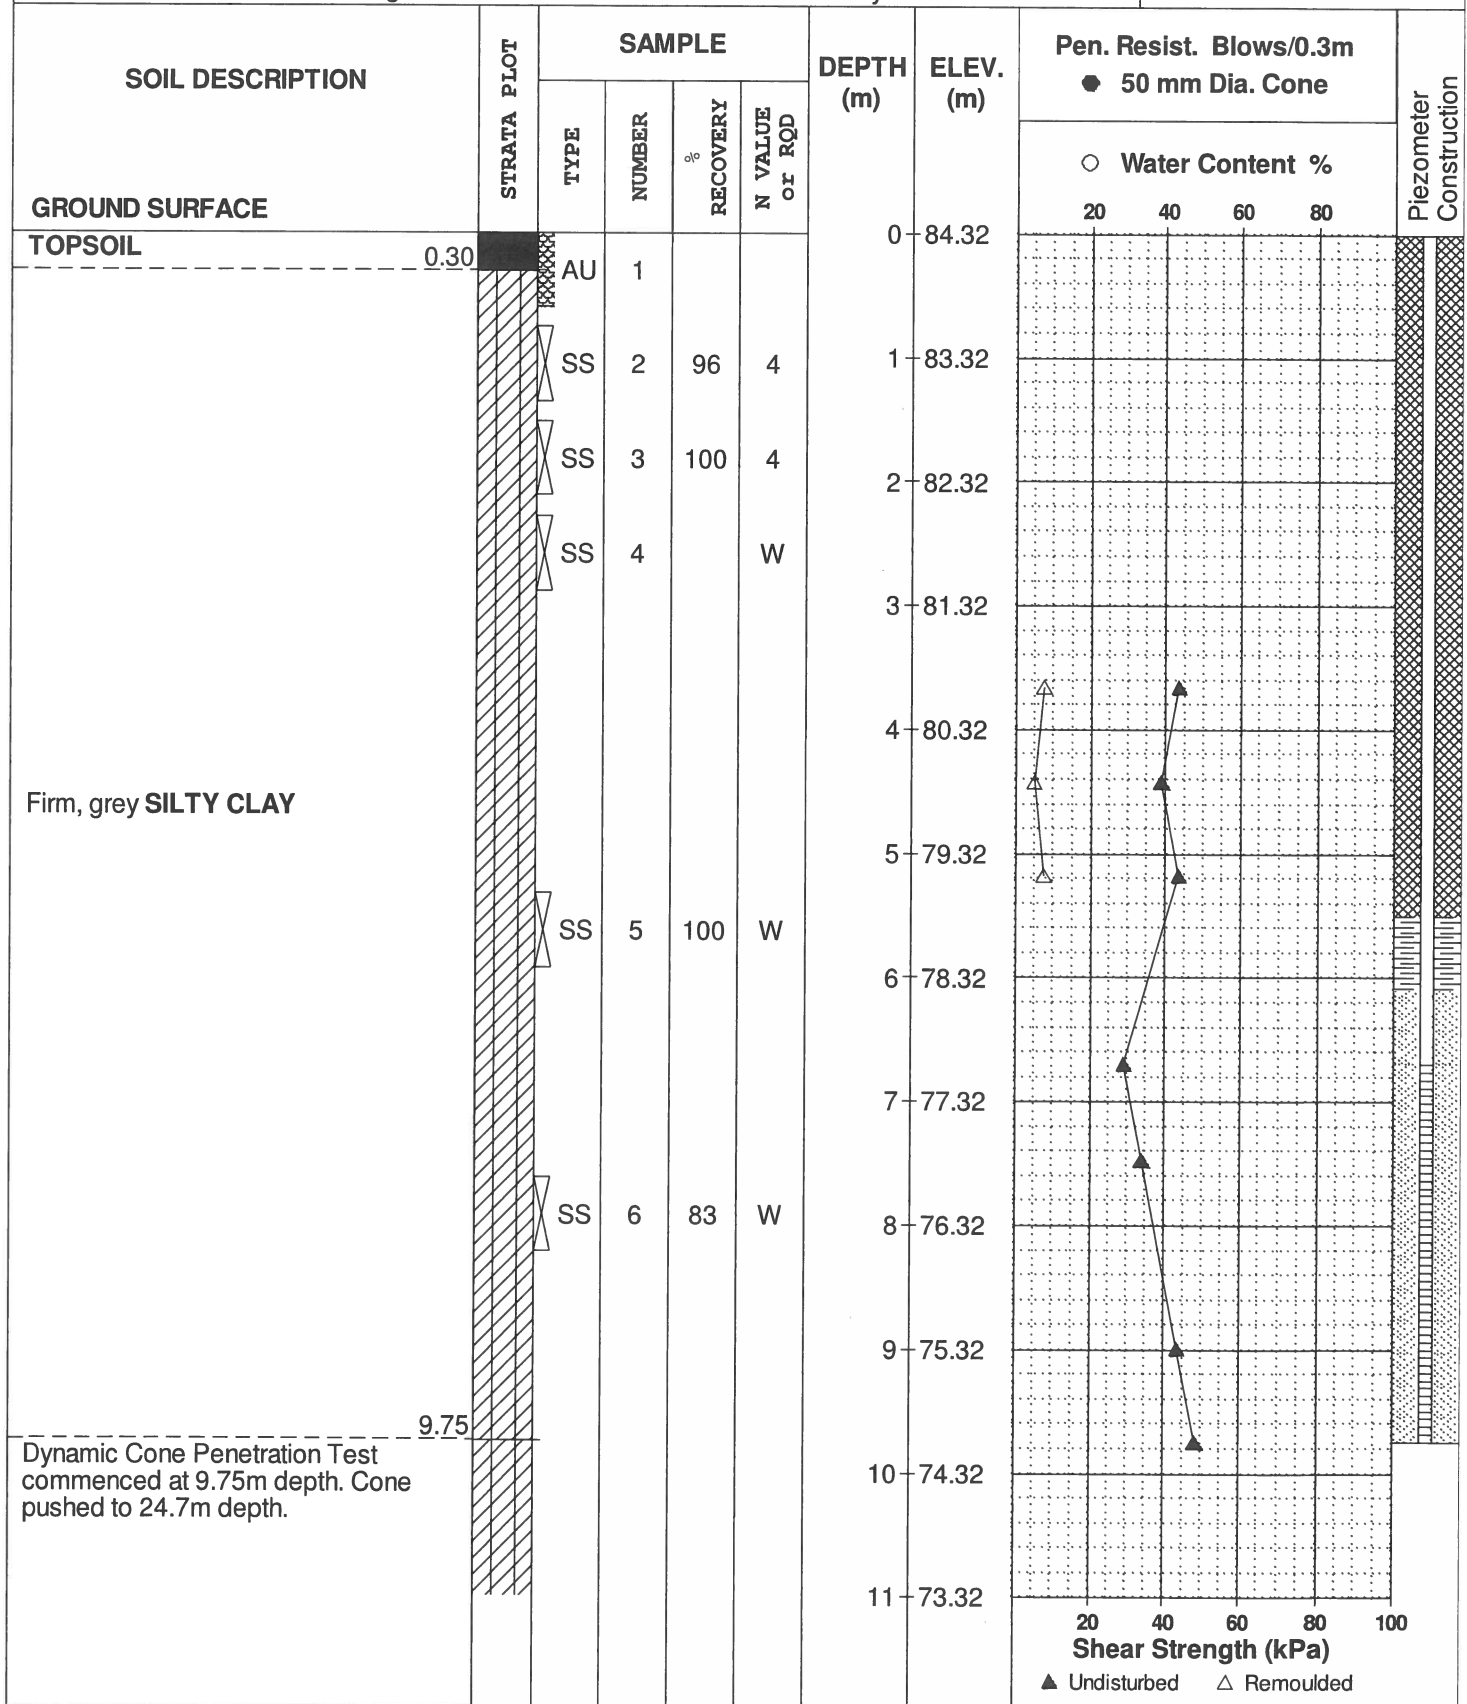 SOIL DESCRIPTION
GROUND SURFACE
STRATA PLOT
SAMPLE
TYPE
NUMBER
% RECOVERY
N VALUE or RQD
DEPTH (m)
ELEV. (m)
Pen. Resist. Blows/0.3m
● 50 mm Dia. Cone
○ Water Content %
20 40 60 80
Piezometer Construction
TOPSOIL
0.30
AU 1
0 84.32
SS 2 96 4
1 83.32
SS 3 100 4
2 82.32
SS 4 W
3 81.32
4 80.32
Firm, grey SILTY CLAY
5 79.32
SS 5 100 W
6 78.32
7 77.32
SS 6 83 W
8 76.32
9 75.32
9.75
Dynamic Cone Penetration Test
commenced at 9.75m depth. Cone
pushed to 24.7m depth.
10 74.32
11 73.32
20 40 60 80 100
Shear Strength (kPa)
▲ Undisturbed △ Remoulded